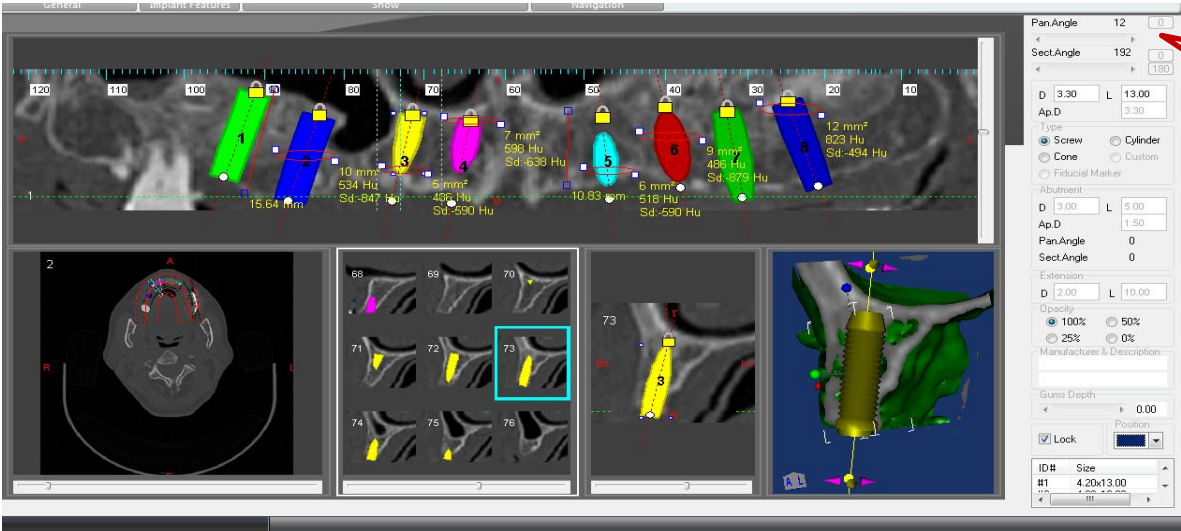 General Implant Features Show Navigation
Pan.Angle 12 0
Sect.Angle 192 0
180
D 3.30 L 13.00
Ap.D 3.30
Type
Screw Cylinder
Cone Custom
Fiducial Marker
Abutment
D 3.00 L 5.00
Ap.D 1.50
Pan.Angle 0
Sect.Angle 0
Extension
D 2.00 L 10.00
Opacity
100% 50%
25% 0%
Manufacturer & Description
Gums Depth
0.00
Lock Position
ID# Size
#1 4.20x13.00
120 110 100 90 80 70 60 50 40 30 20 10
1 2 3 4 5 6 7 8
1
15.64 mm
10 mm²
534 Hu
Sd:-847 Hu
5 mm²
436 Hu
Sd:-590 Hu
7 mm²
598 Hu
Sd:-638 Hu
10.83 mm
6 mm²
518 Hu
Sd:-590 Hu
9 mm²
486 Hu
Sd:-879 Hu
12 mm²
823 Hu
Sd:-494 Hu
2
A
R L
68 69 70
71 72 73
74 75 76
73
3
A L